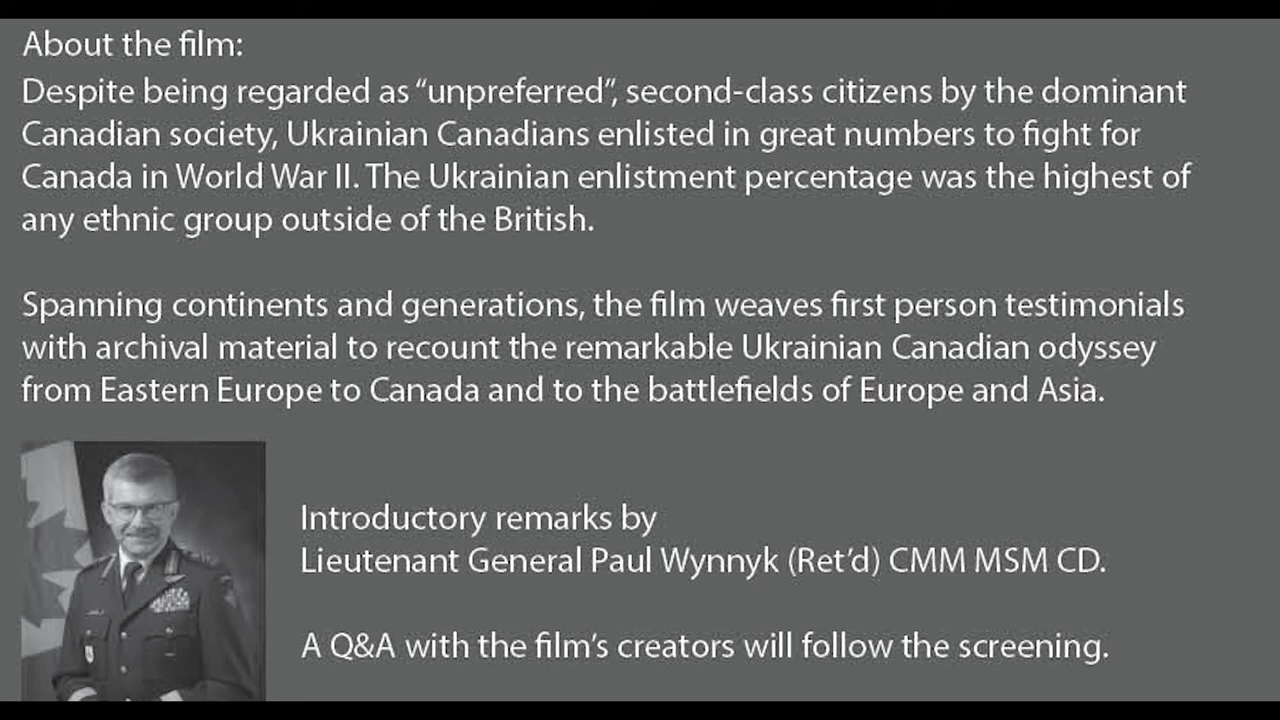 About the film:
Despite being regarded as “unpreferred”, second-class citizens by the dominant
Canadian society, Ukrainian Canadians enlisted in great numbers to fight for
Canada in World War II. The Ukrainian enlistment percentage was the highest of
any ethnic group outside of the British.
Spanning continents and generations, the film weaves first person testimonials
with archival material to recount the remarkable Ukrainian Canadian odyssey
from Eastern Europe to Canada and to the battlefields of Europe and Asia.
Introductory remarks by
Lieutenant General Paul Wynnyk (Ret’d) CMM MSM CD.
A Q&A with the film’s creators will follow the screening.